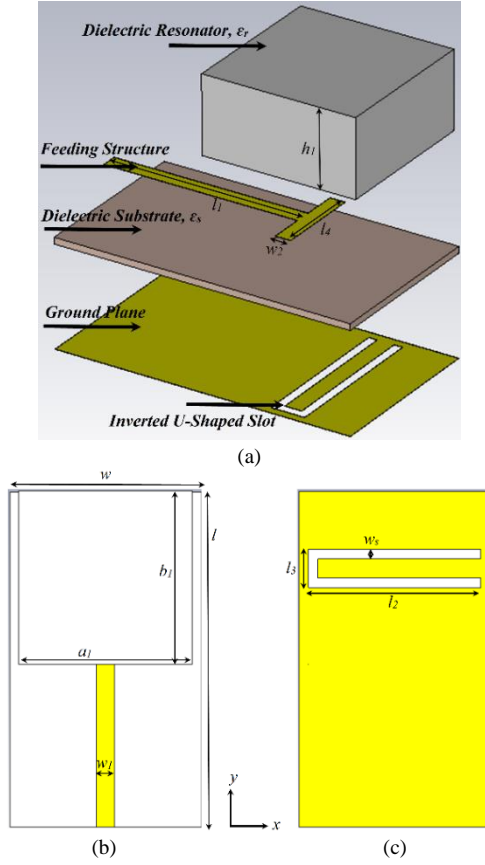 Dielectric Resonator, εr
h1
Feeding Structure
l1
l4
w2
Dielectric Substrate, εs
Ground Plane
Inverted U-Shaped Slot
(a)
w
l
b1
a1
w1
y
x
(b)
ws
l3
l2
(c)